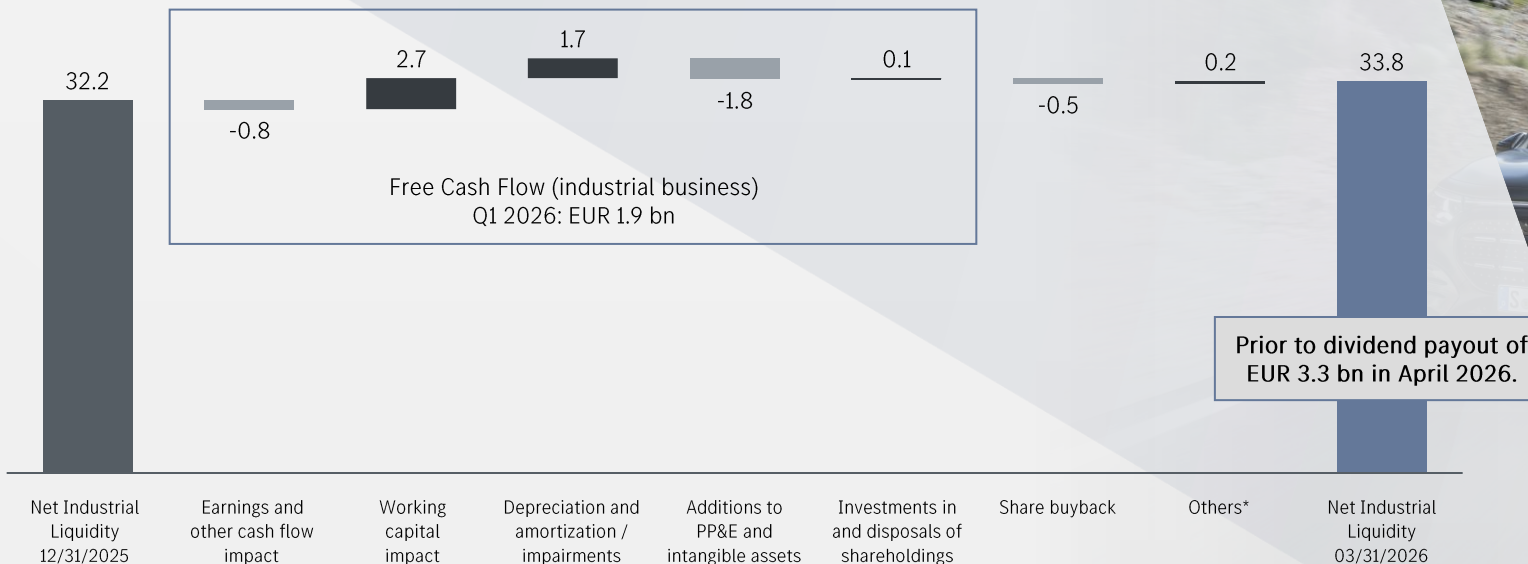 32.2
-0.8
2.7
1.7
-1.8
0.1
-0.5
0.2
33.8
Free Cash Flow (industrial business)
Q1 2026: EUR 1.9 bn
Prior to dividend payout of
EUR 3.3 bn in April 2026.
Net Industrial
Liquidity
12/31/2025
Earnings and
other cash flow
impact
Working
capital
impact
Depreciation and
amortization /
impairments
Additions to
PP&E and
intangible assets
Investments in
and disposals of
shareholdings
Share buyback
Others*
Net Industrial
Liquidity
03/31/2026